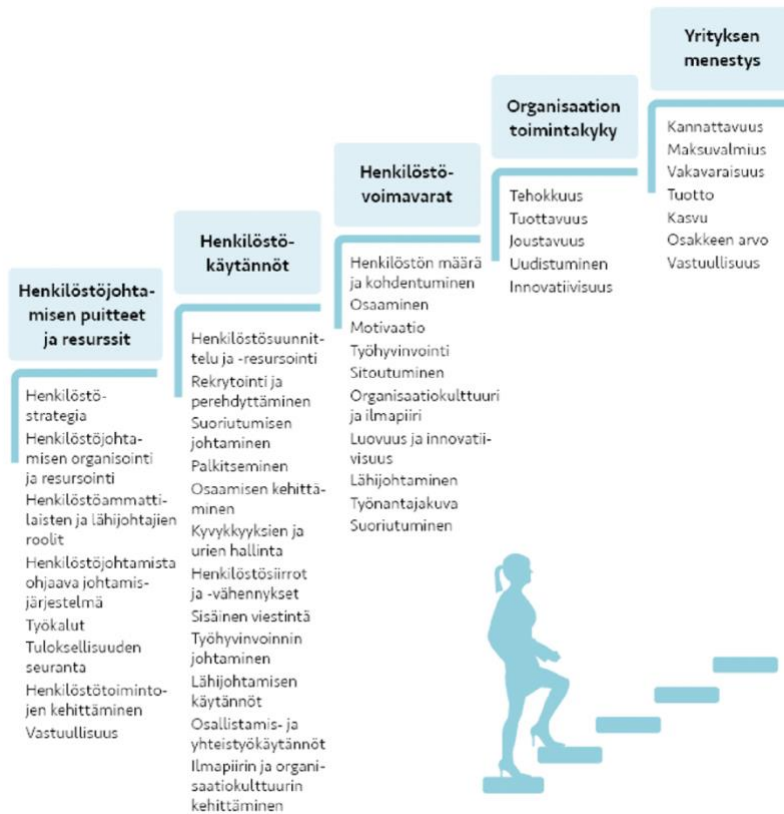 Henkilöstöjohta-
misen puitteet
ja resurssit
Henkilöstö-
strategia
Henkilöstöjohta-
misen organisointi
ja resursointi
Henkilöstöammatti-
laisten ja lähijohtajien
roolit
Henkilöstöjohtamista
ohjaava johtamis-
järjestelmä
Työkalut
Tuloksellisuuden
seuranta
Henkilöstötoiminto-
jen kehittäminen
Vastuullisuus
Henkilöstö-
käytännöt
Henkilöstösuunnit-
telu ja -resursointi
Rekrytointi ja
perehdyttäminen
Suoriutumisen
johtaminen
Palkitseminen
Osaamisen kehittä-
minen
Kyvykkyyksien ja
urien hallinta
Henkilöstösiirrot
ja -vähennykset
Sisäinen viestintä
Työhyvinvoinnin
johtaminen
Lähijohtamisen
käytännöt
Osallistamis- ja
yhteistyökäytännöt
Ilmapiirin ja organi-
saatiokulttuurin
kehittäminen
Henkilöstö-
voimavarat
Henkilöstön määrä
ja kohdentuminen
Osaaminen
Motivaatio
Työhyvinvointi
Sitoutuminen
Organisaatiokulttuuri
ja ilmapiiri
Luovuus ja innovatii-
visuus
Lähijohtaminen
Työnantajakuva
Suoriutuminen
Organisaation
toimintakyky
Tehokkuus
Tuottavuus
Joustavuus
Uudistuminen
Innovatiivisuus
Yrityksen
menestys
Kannattavuus
Maksuvalmius
Vakavaraisuus
Tuotto
Kasvu
Osakkeen arvo
Vastuullisuus